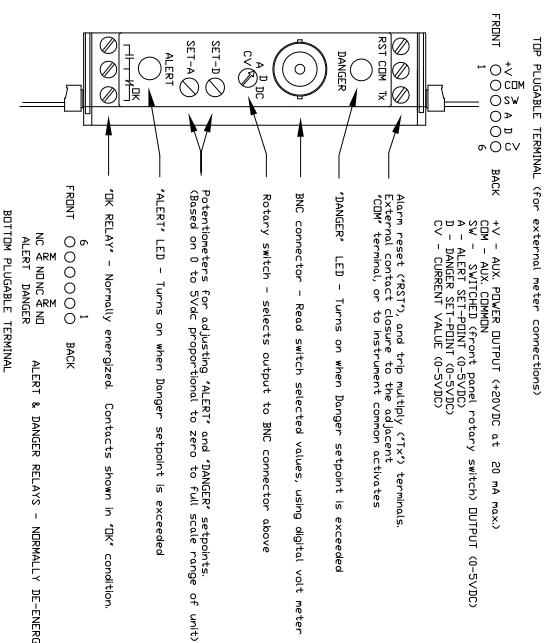 TOP PLUGABLE TERMINAL (for external meter connections)
FRONT
+V
COM
SW
A
D
CV
BACK
1
6
+V - AUX. POWER OUTPUT (+20VDC at 20 mA max.)
COM - AUX. COMMON
SW - SWITCHED (front panel rotary switch) OUTPUT (0-5VDC)
A - ALERT SET-POINT (0-5VDC)
D - DANGER SET-POINT (0-5VDC)
CV - CURRENT VALUE (0-5VDC)
RST COM Tx
DANGER
A D DC
CV
SET-D
SET-A
ALERT
OK
Alarm reset ("RST"), and trip multiply ("Tx") terminals.
External contact closure to the adjacent
"COM" terminal, or to instrument common activates
"DANGER" LED - Turns on when Danger setpoint is exceeded
BNC connector - Read switch selected values, using digital volt meter
Rotary switch - selects output to BNC connector above
Potentiometers for adjusting "ALERT" and "DANGER" setpoints.
(Based on 0 to 5Vdc proportional to zero to full scale range of unit)
"ALERT" LED - Turns on when Danger setpoint is exceeded
"OK RELAY" - Normally energized. Contacts shown in "OK" condition.
FRONT
6
1
BACK
NC ARM NO NC ARM NO
ALERT DANGER
ALERT & DANGER RELAYS - NORMALLY DE-ENERG
BOTTOM PLUGABLE TERMINAL